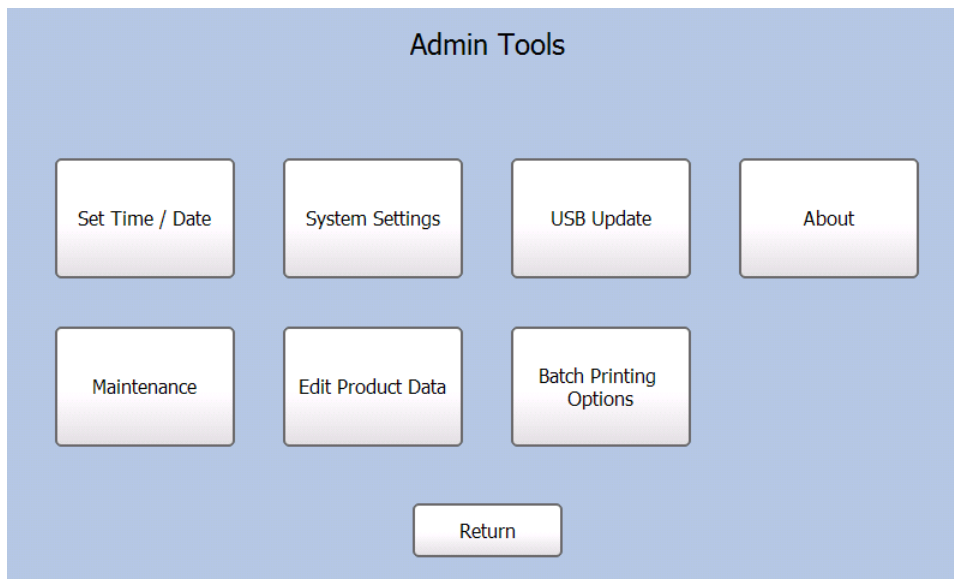 Admin Tools
Set Time / Date
System Settings
USB Update
About
Maintenance
Edit Product Data
Batch Printing
Options
Return